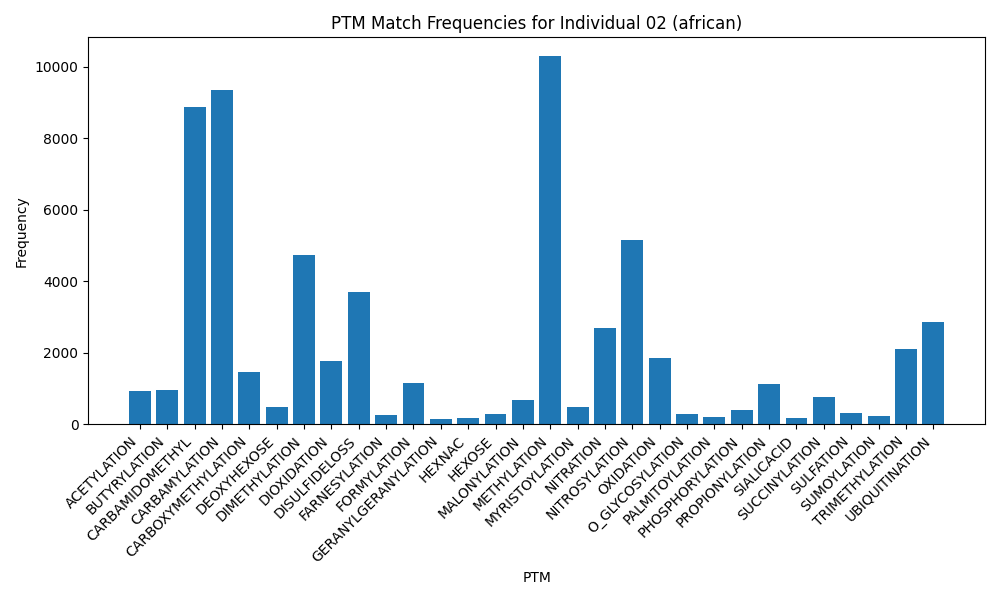 PTM Match Frequencies for Individual 02 (african)
Frequency
10000
8000
6000
4000
2000
0
ACETYLATION
BUTYRYLATION
CARBAMIDOMETHYL
CARBAMYLATION
CARBOXYMETHYLATION
DEOXYHEXOSE
DIMETHYLATION
DIOXIDATION
DISULFIDELOSS
FARNESYLATION
FORMYLATION
GERANYLGERANYLATION
HEXNAC
HEXOSE
MALONYLATION
METHYLATION
MYRISTOYLATION
NITRATION
NITROSYLATION
OXIDATION
O_GLYCOSYLATION
PALMITOYLATION
PHOSPHORYLATION
PROPIONYLATION
SIALICACID
SUCCINYLATION
SULFATION
SUMOYLATION
TRIMETHYLATION
UBIQUITINATION
PTM